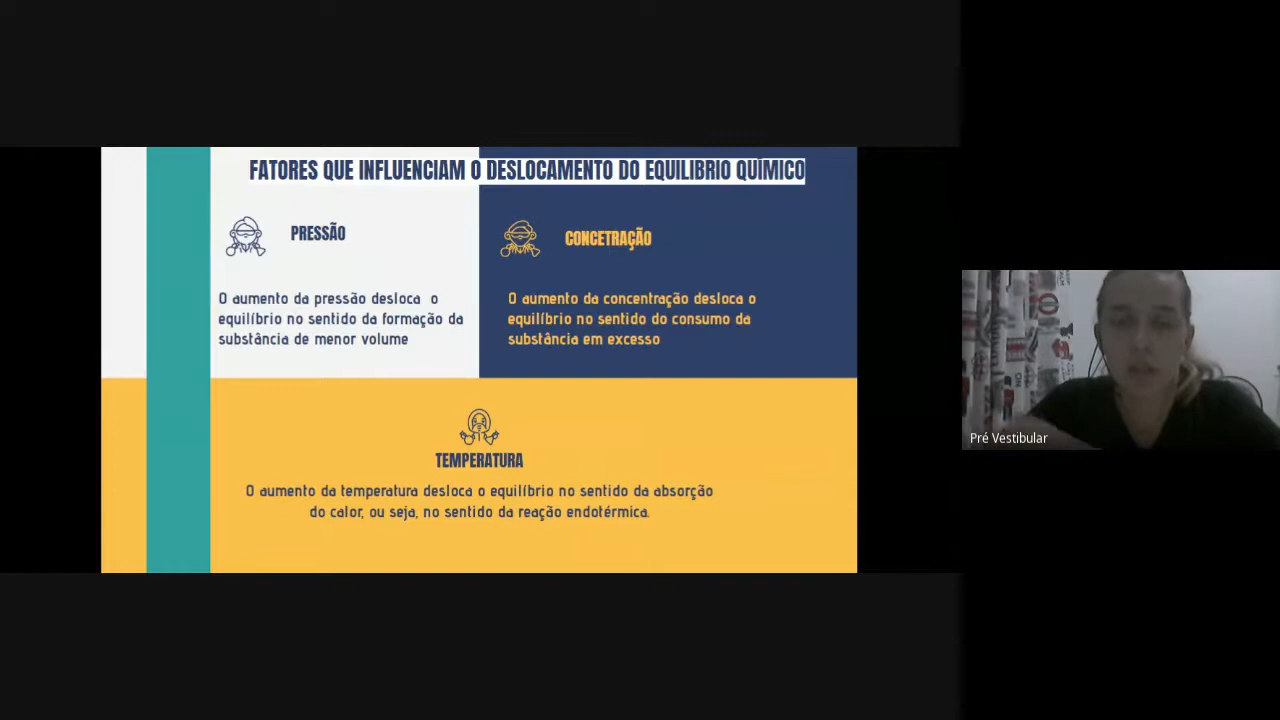 FATORES QUE INFLUENCIAM O DESLOCAMENTO DO EQUILIBRIO QUÍMICO
PRESSÃO
O aumento da pressão desloca o
equilíbrio no sentido da formação da
substância de menor volume
CONCETRAÇÃO
O aumento da concentração desloca o
equilíbrio no sentido do consumo da
substância em excesso
TEMPERATURA
O aumento da temperatura desloca o equilíbrio no sentido da absorção
do calor, ou seja, no sentido da reação endotérmica.
Pré Vestibular